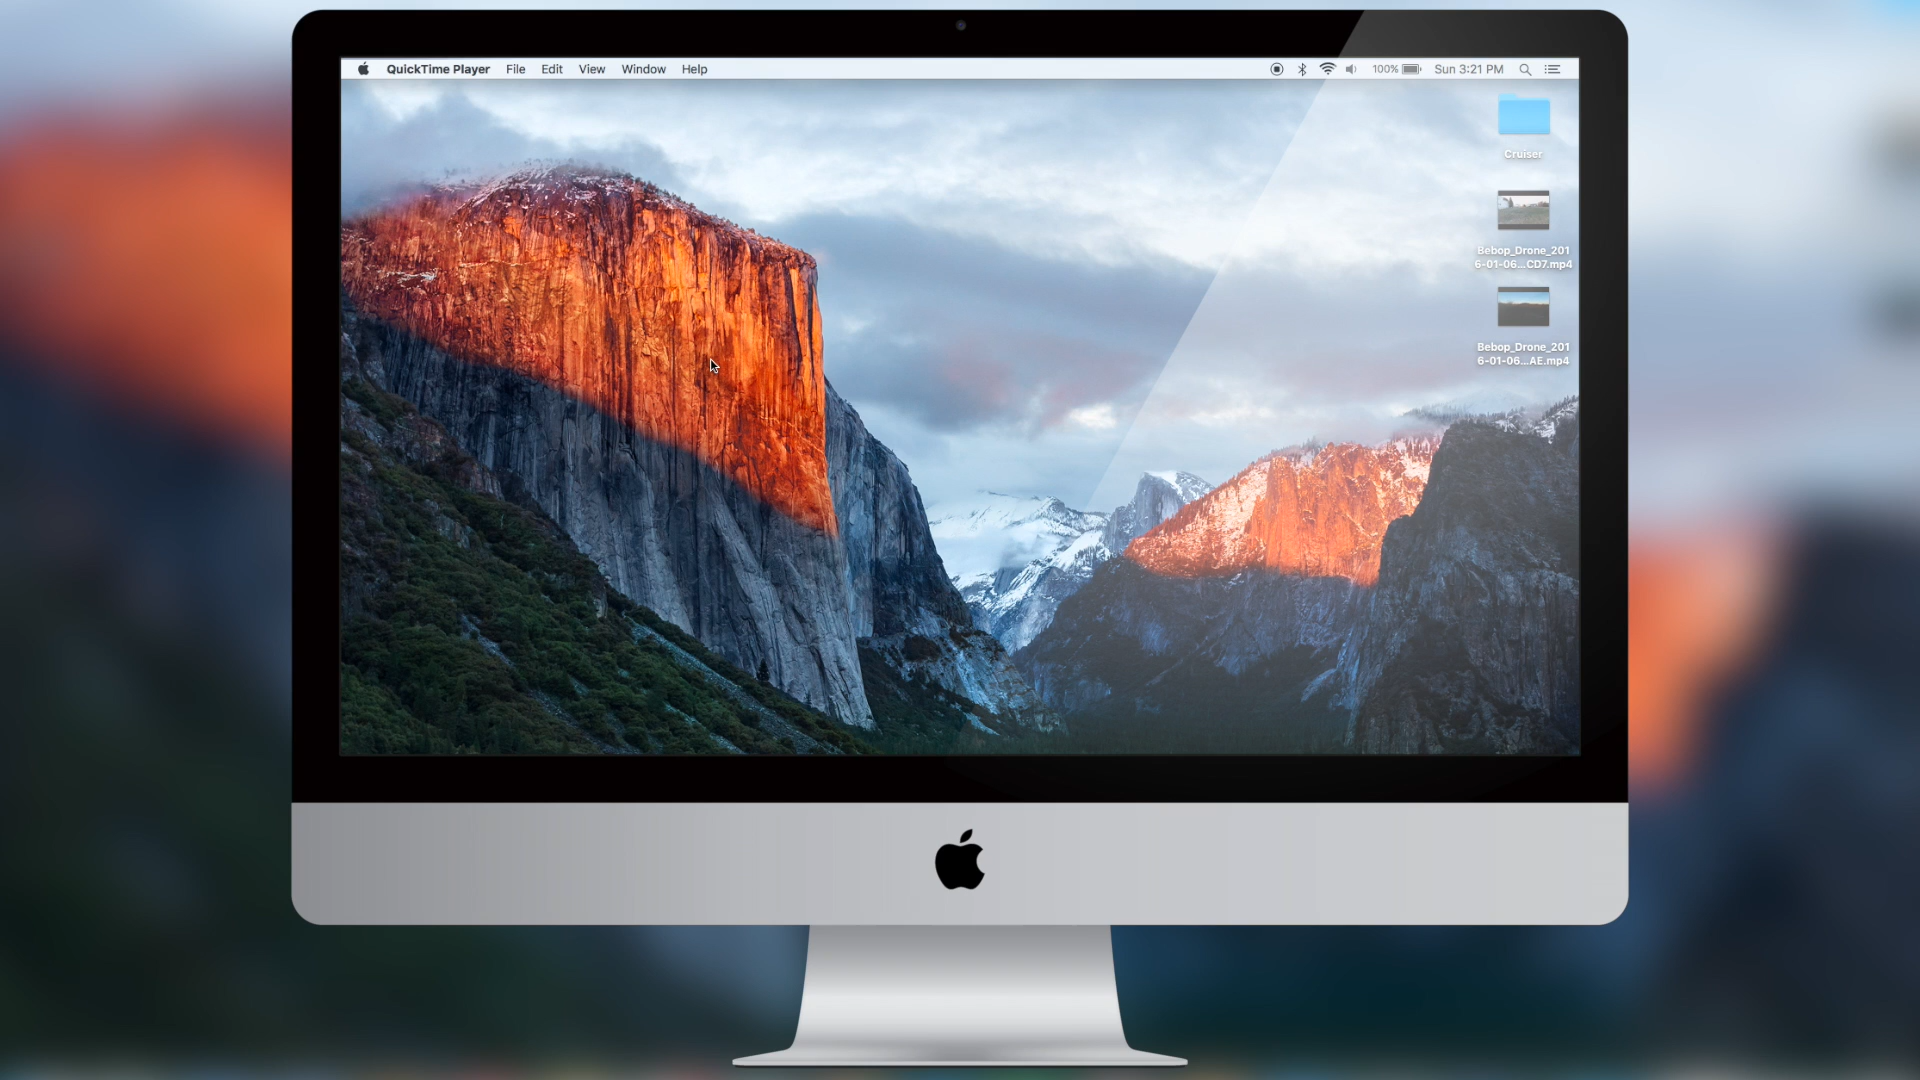 QuickTime Player File Edit View Window Help 100% Sun 3:21 PM
Cruiser
Bebop_Drone_201
6-01-06...CD7.mp4
Bebop_Drone_201
6-01-06...AE.mp4